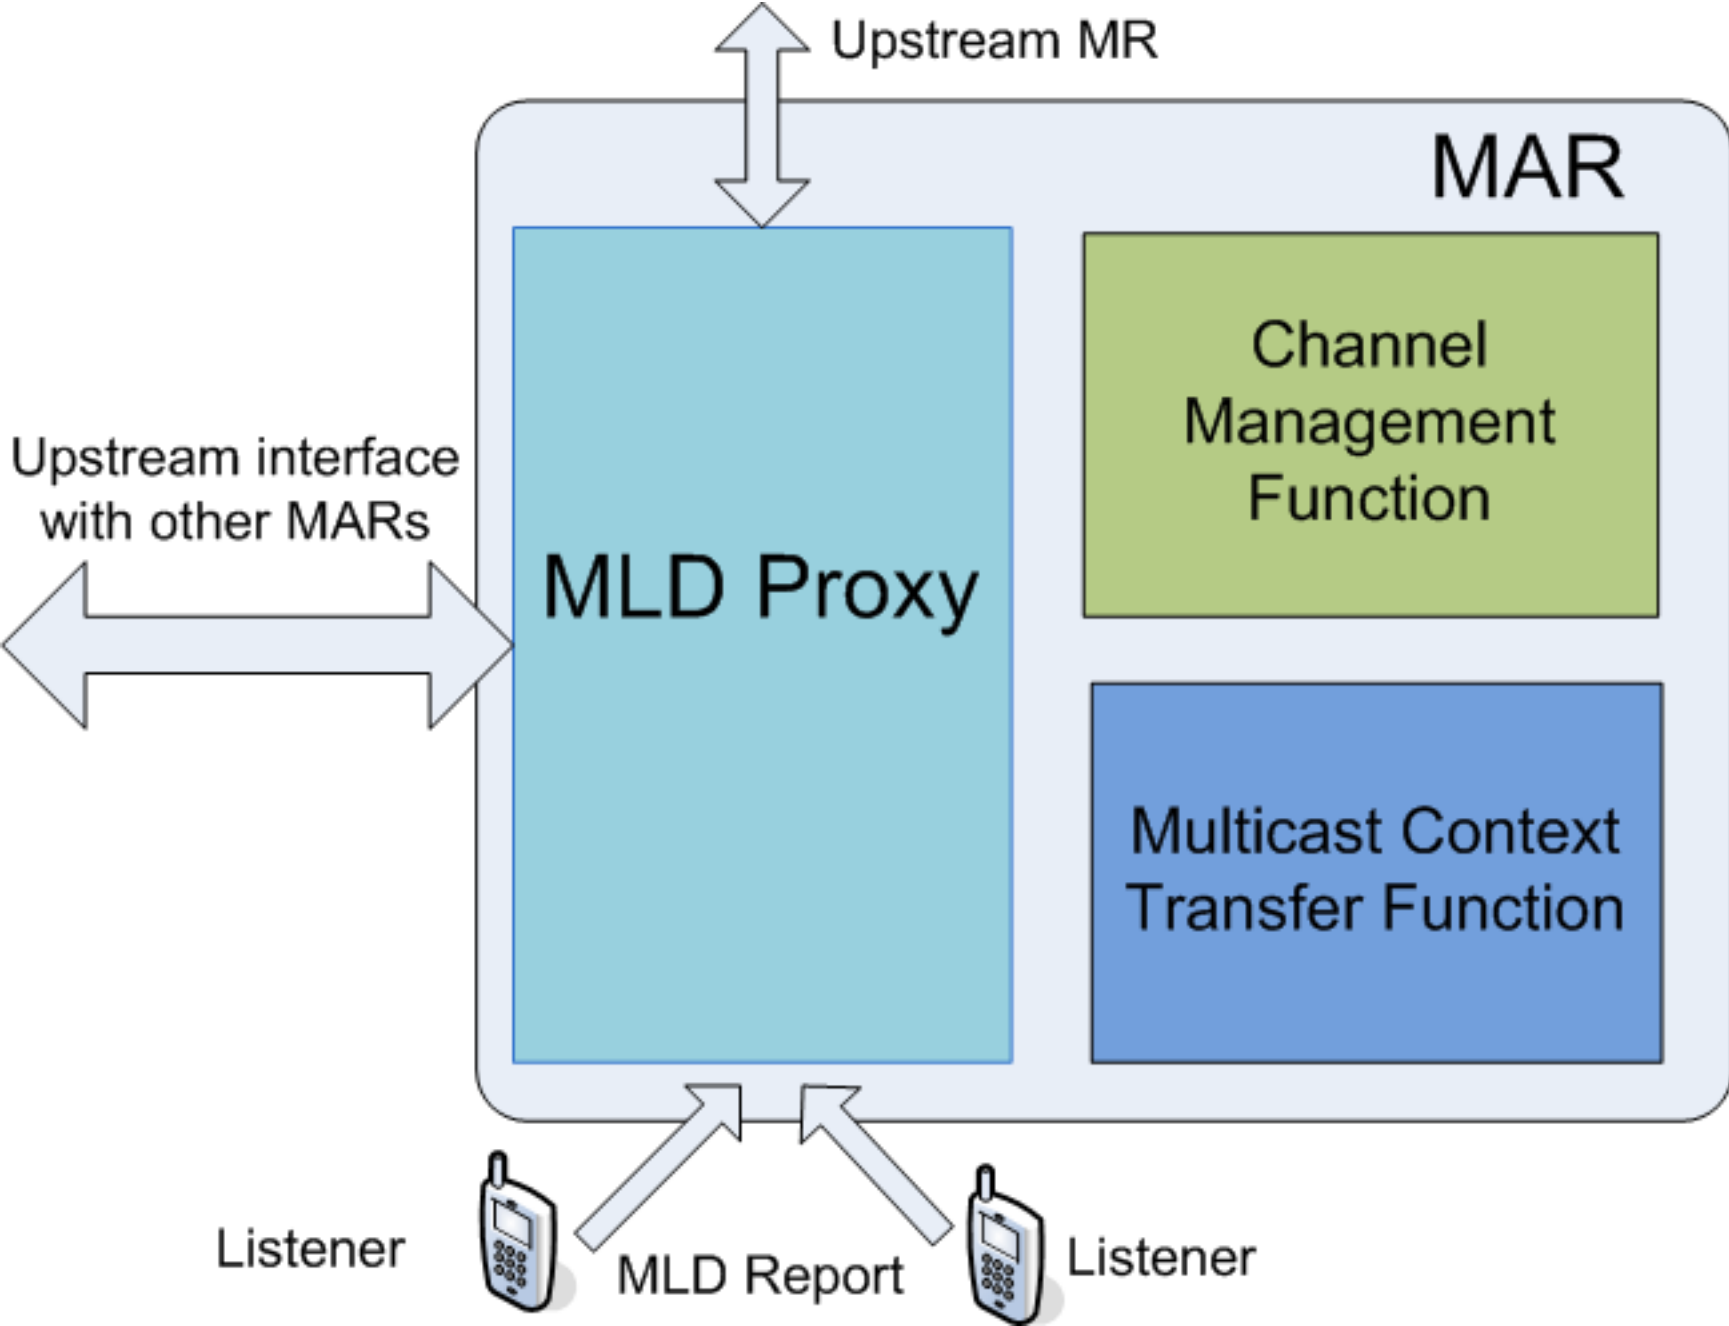 Upstream MR
MAR
Channel
Management
Function
Upstream interface
with other MARs
MLD Proxy
Multicast Context
Transfer Function
Listener
MLD Report
Listener